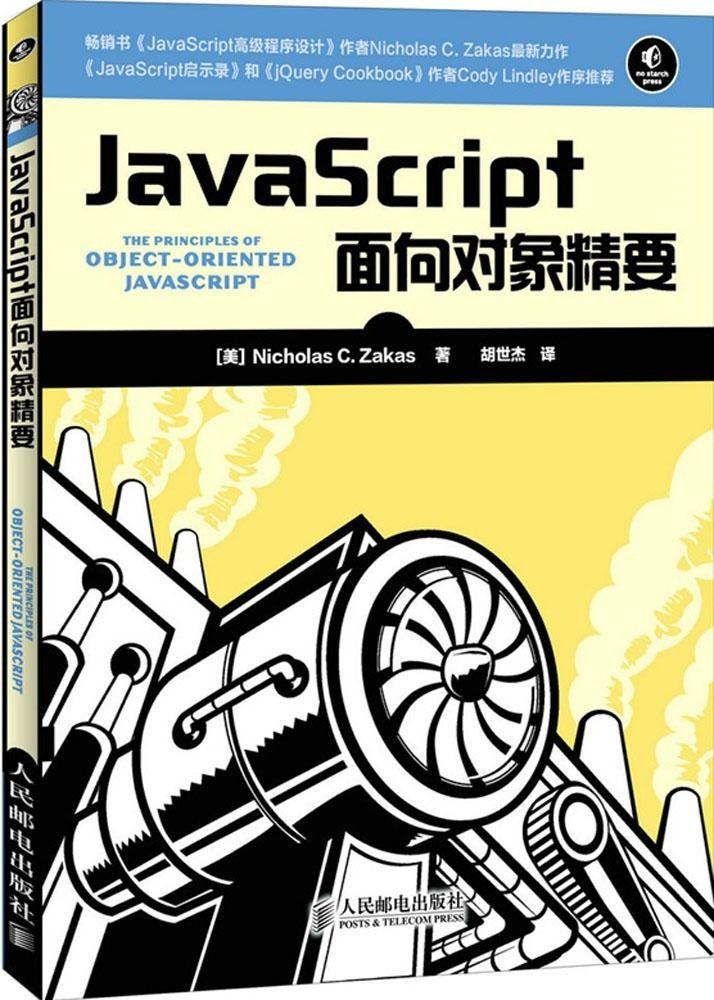 畅销书《JavaScript高级程序设计》作者Nicholas C. Zakas最新力作
《JavaScript启示录》和《jQuery Cookbook》作者Cody Lindley作序推荐
no starch
press
JavaScript
THE PRINCIPLES OF
OBJECT-ORIENTED
JAVASCRIPT
面向对象精要
[美] Nicholas C. Zakas 著 胡世杰 译
人民邮电出版社
POSTS & TELECOM PRESS
JavaScript面向对象精要
THE PRINCIPLES OF
OBJECT-ORIENTED JAVASCRIPT
人民邮电出版社